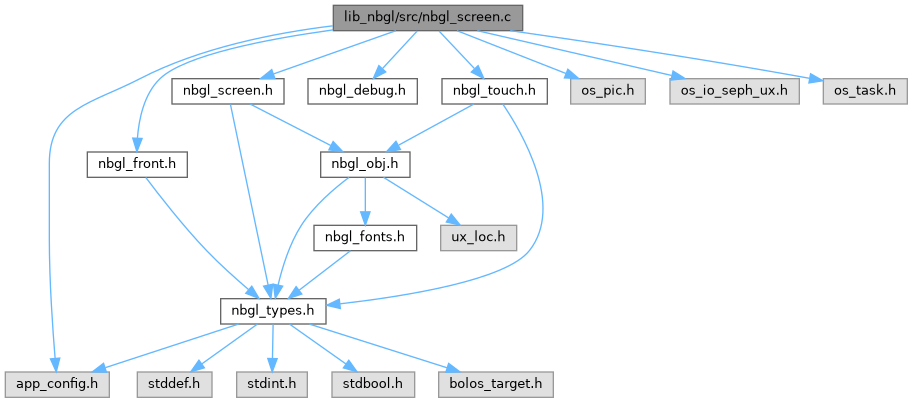 lib_nbgl/src/nbgl_screen.c
nbgl_screen.h
nbgl_debug.h
nbgl_touch.h
os_pic.h
os_io_seph_ux.h
os_task.h
nbgl_front.h
nbgl_obj.h
nbgl_fonts.h
ux_loc.h
nbgl_types.h
app_config.h
stddef.h
stdint.h
stdbool.h
bolos_target.h